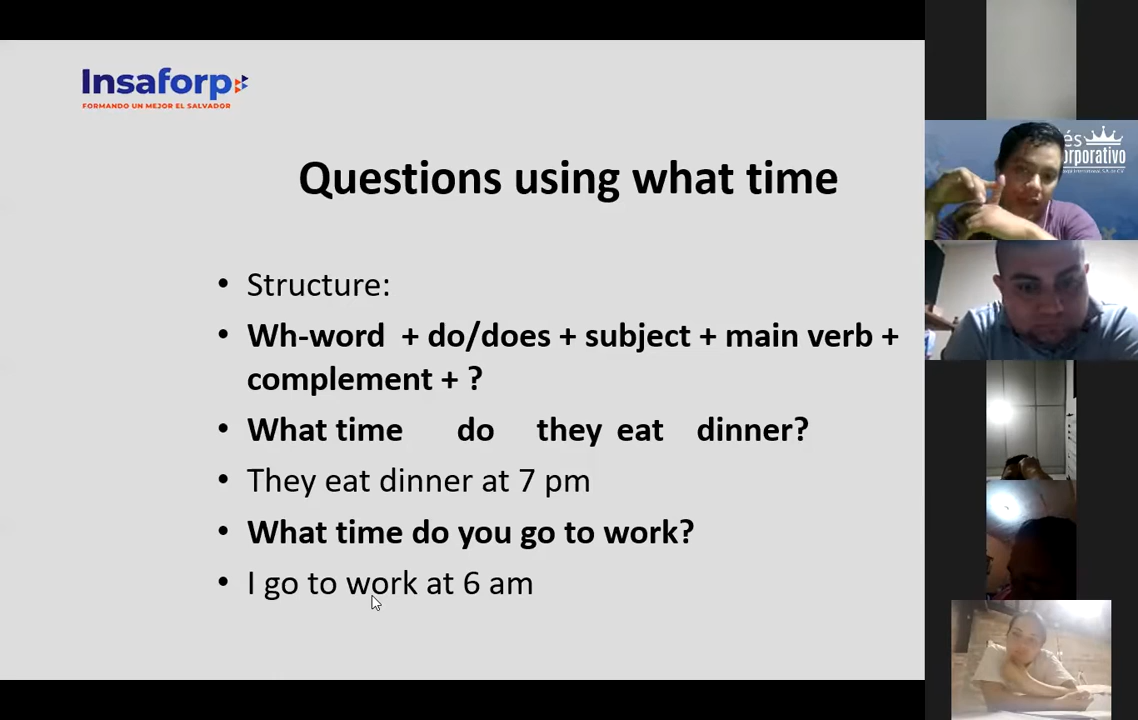 Insaforp
FORMANDO UN MEJOR EL SALVADOR
Questions using what time
• Structure:
• Wh-word + do/does + subject + main verb +
complement + ?
• What time do they eat dinner?
• They eat dinner at 7 pm
• What time do you go to work?
• I go to work at 6 am
és
orporativo